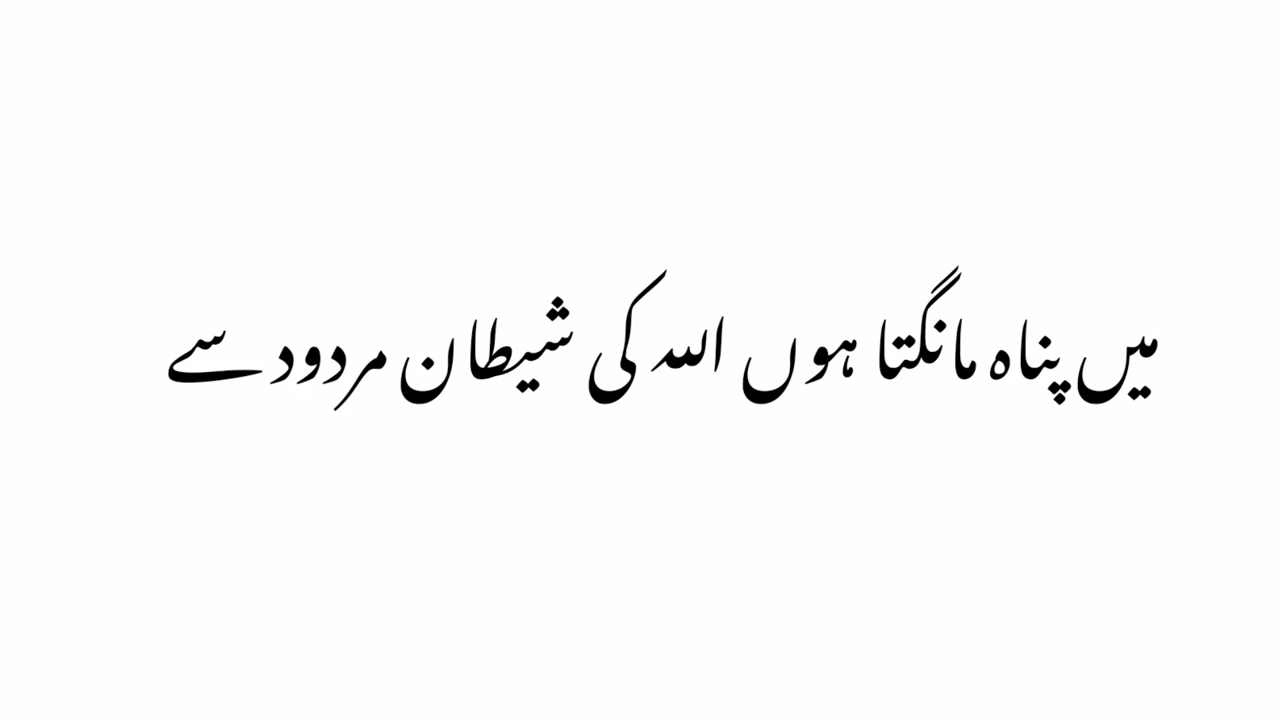 میں پناہ مانگتا ہوں اللہ کی شیطان مردود سے